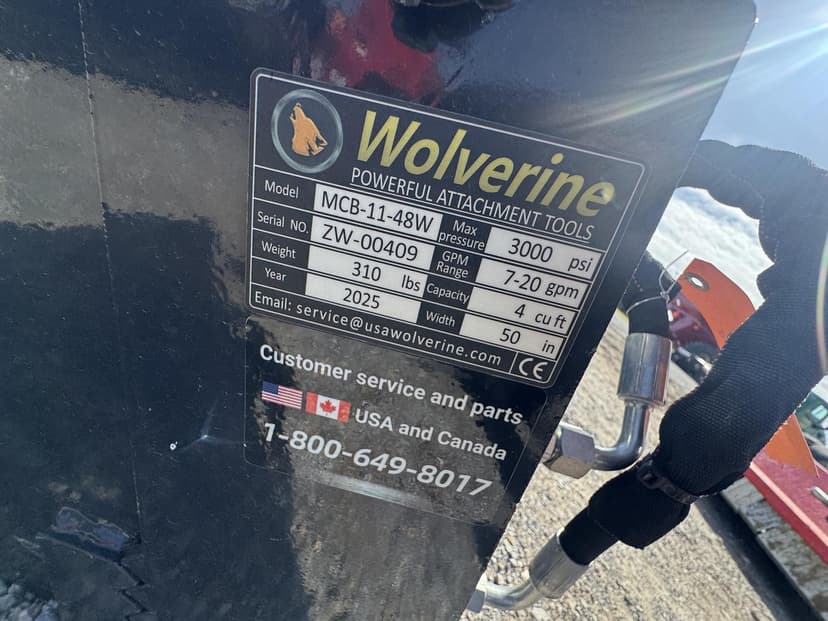 Wolverine
POWERFUL ATTACHMENT TOOLS
Model MCB-11-48W Max pressure 3000 psi
Serial NO. ZW-00409 GPM Range 7-20 gpm
Weight 310 lbs Capacity 4 cu ft
Year 2025 Width 50 in
Email: service@usawolverine.com CE
Customer service and parts
USA and Canada
1-800-649-8017